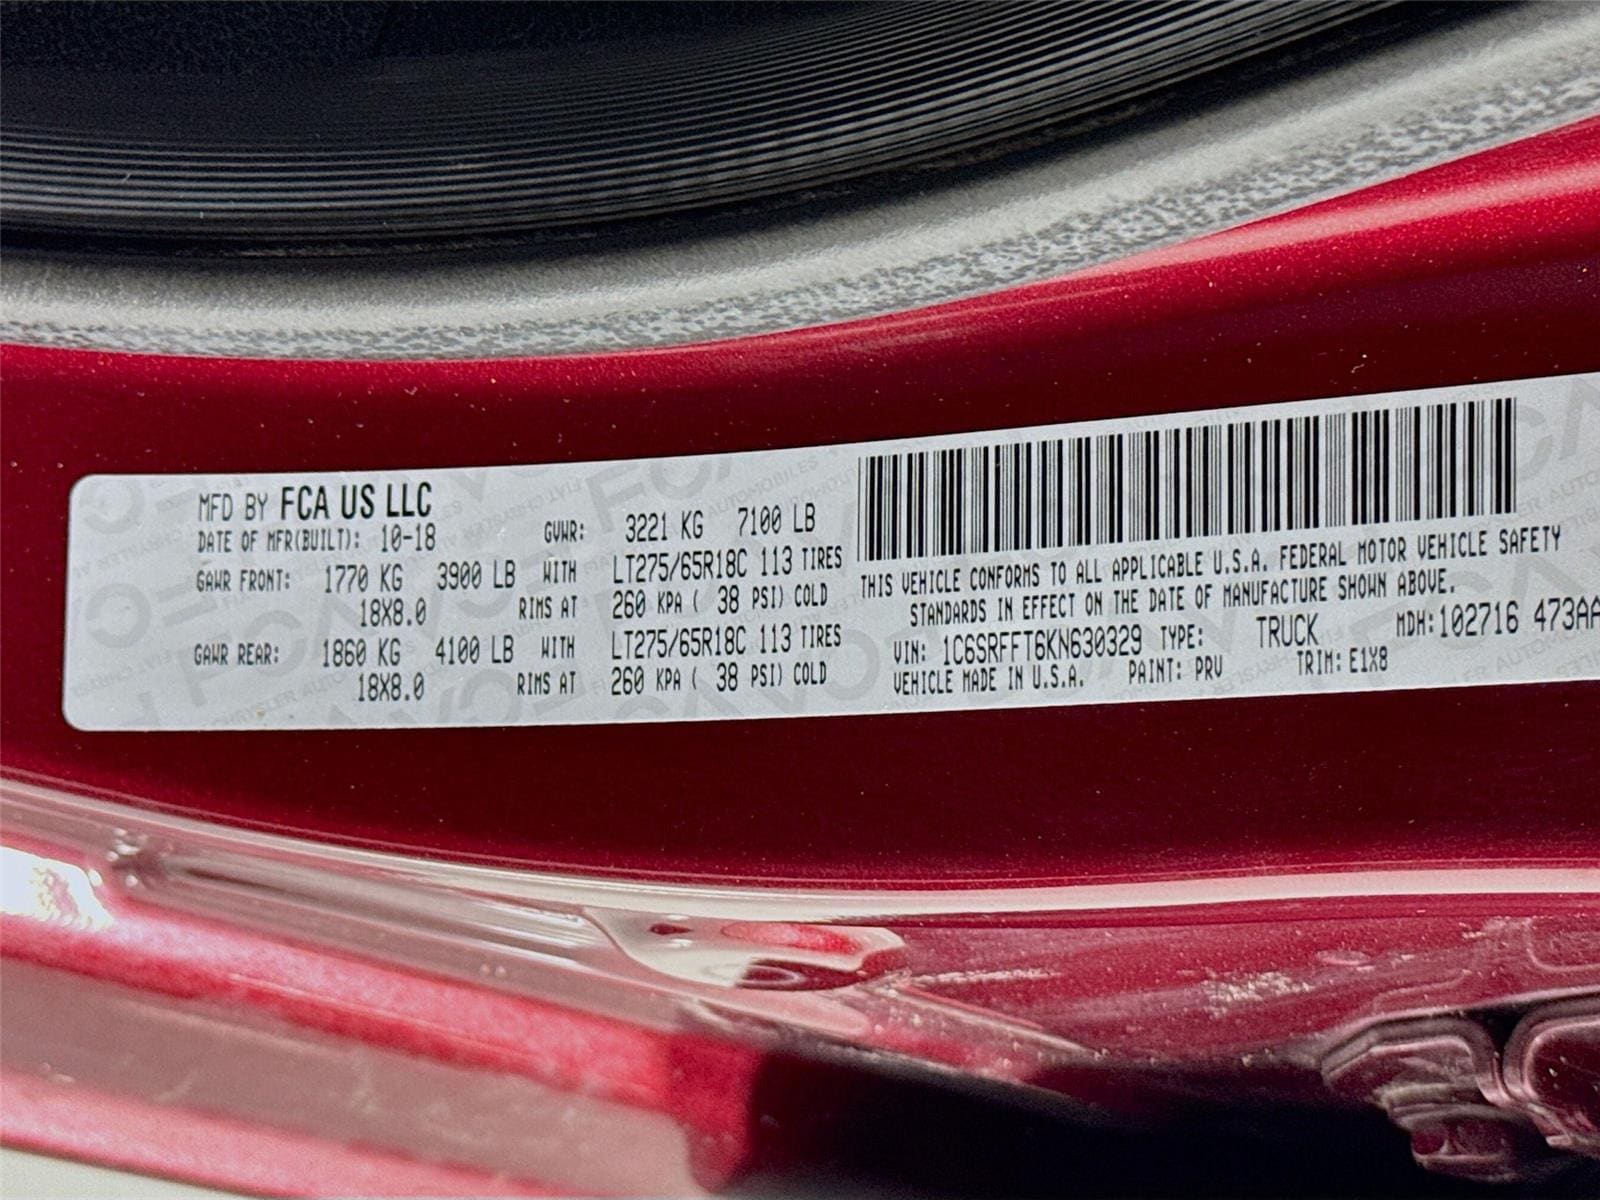 MFD BY FCA US LLC
DATE OF MFR(BUILT): 10-18 GVWR: 3221 KG 7100 LB
GAWR FRONT: 1770 KG 3900 LB WITH LT275/65R18C 113 TIRES
18X8.0 RIMS AT 260 KPA ( 38 PSI) COLD
GAWR REAR: 1860 KG 4100 LB WITH LT275/65R18C 113 TIRES
18X8.0 RIMS AT 260 KPA ( 38 PSI) COLD
THIS VEHICLE CONFORMS TO ALL APPLICABLE U.S.A. FEDERAL MOTOR VEHICLE SAFETY
STANDARDS IN EFFECT ON THE DATE OF MANUFACTURE SHOWN ABOVE.
VIN: 1C6SRFFT6KN630329 TYPE: TRUCK MDH:102716 473AA
VEHICLE MADE IN U.S.A. PAINT: PRV TRIM: E1X8